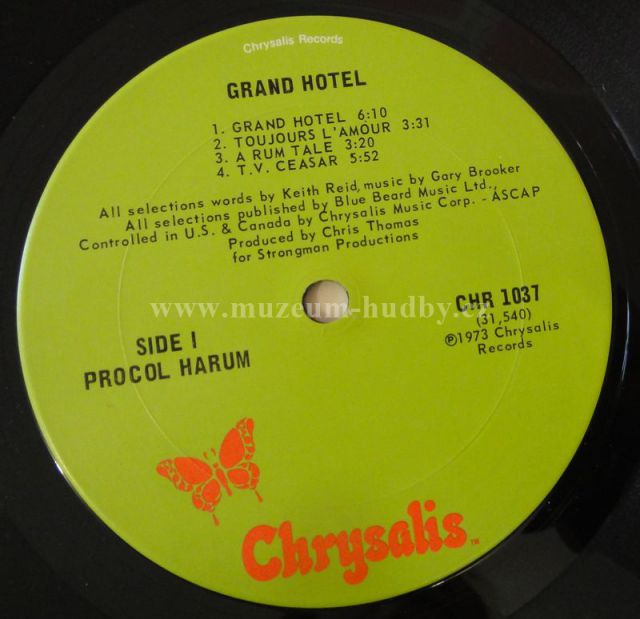 Chrysalis Records
GRAND HOTEL
1. GRAND HOTEL 6:10
2. TOUJOURS L'AMOUR 3:31
3. A RUM TALE 3:20
4. T.V. CEASAR 5:52
All selections words by Keith Reid, music by Gary Brooker
All selections published by Blue Beard Music Ltd.,
Controlled in U.S. & Canada by Chrysalis Music Corp. - ASCAP
Produced by Chris Thomas
for Strongman Productions
www.muzeum-hudby.cz
SIDE I
PROCOL HARUM
CHR 1037
(31,540)
℗1973 Chrysalis
Records
Chrysalis™